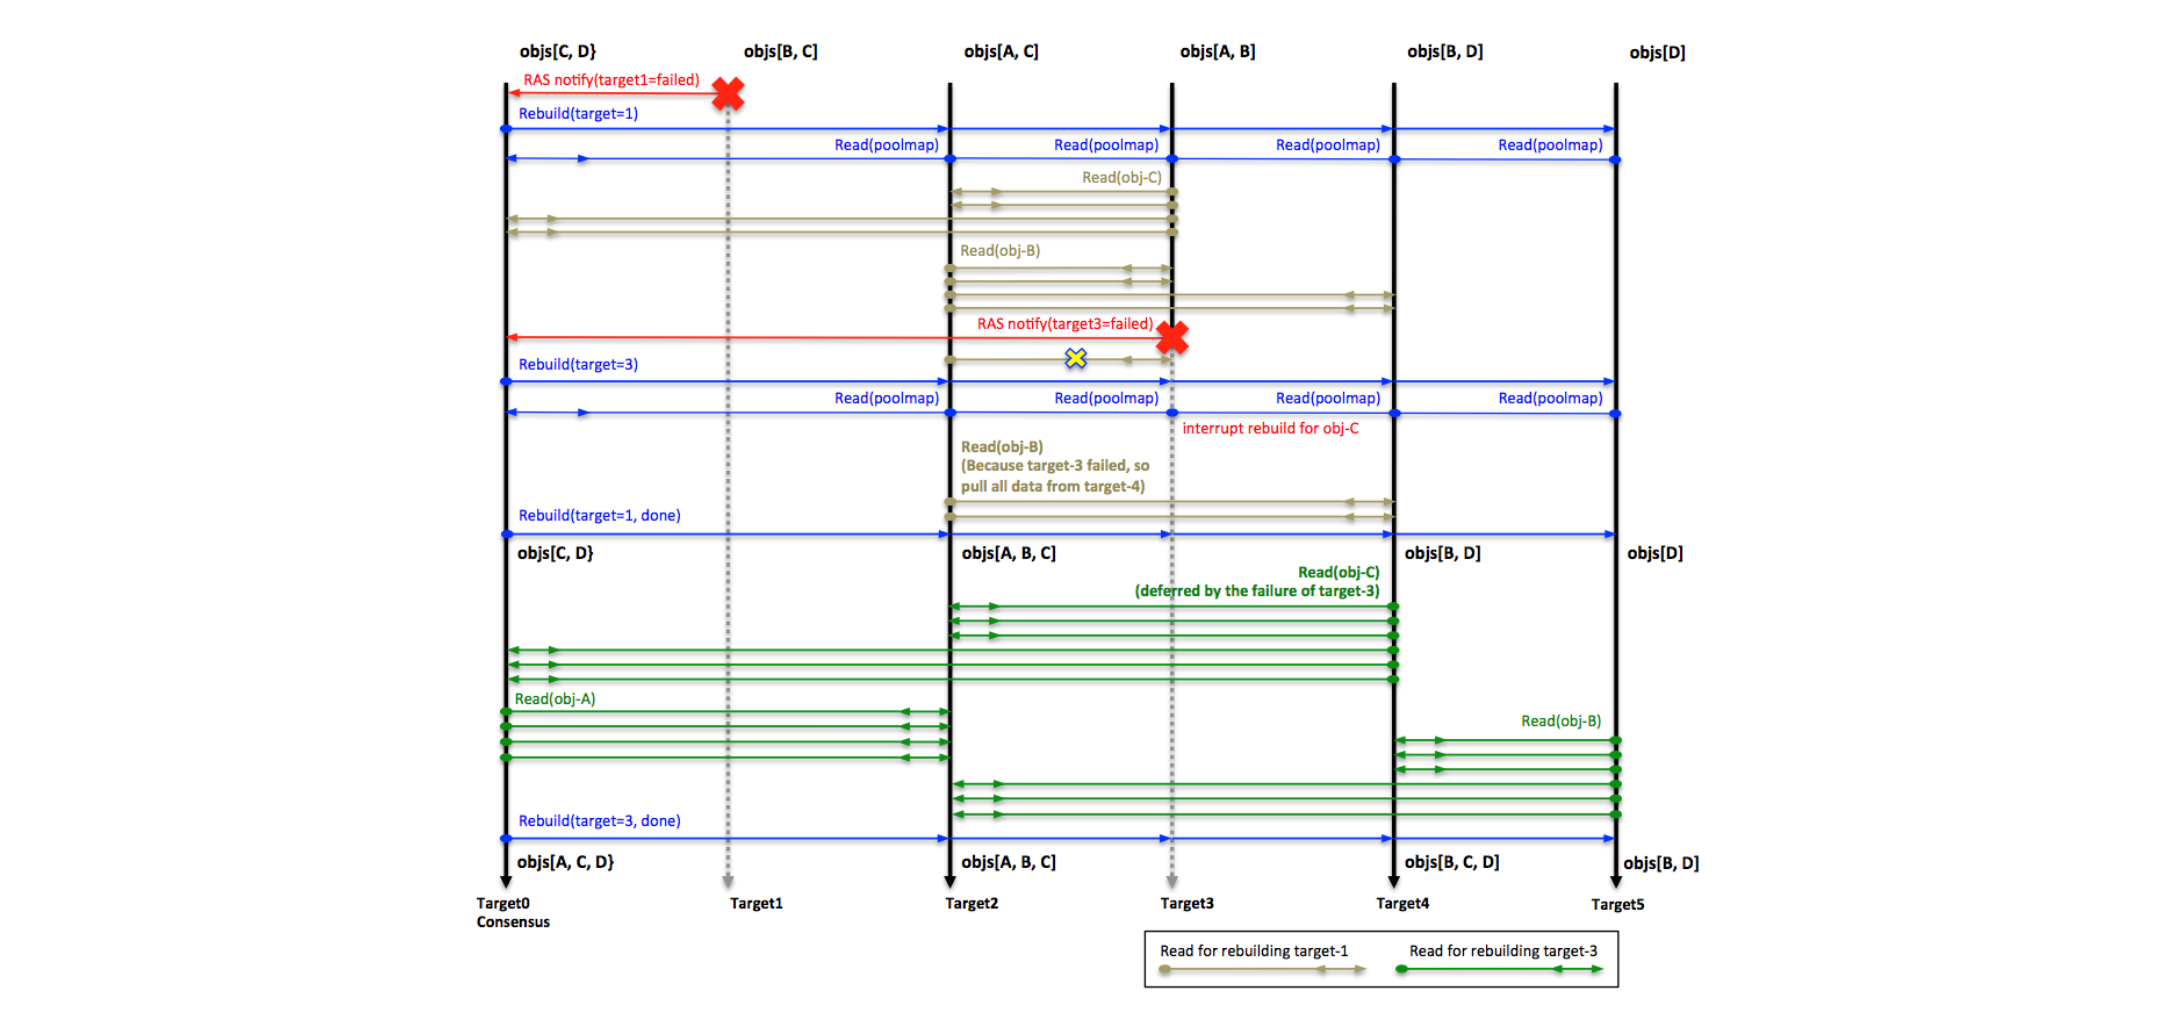 objs[C, D}
objs[B, C]
objs[A, C]
objs[A, B]
objs[B, D]
objs[D]
RAS notify(target1=failed)
Rebuild(target=1)
Read(poolmap)
Read(poolmap)
Read(poolmap)
Read(poolmap)
Read(obj-C)
Read(obj-B)
RAS notify(target3=failed)
Rebuild(target=3)
Read(poolmap)
Read(poolmap)
Read(poolmap)
Read(poolmap)
interrupt rebuild for obj-C
Read(obj-B)
(Because target-3 failed, so
pull all data from target-4)
Rebuild(target=1, done)
objs[C, D}
objs[A, B, C]
objs[B, D]
objs[D]
Read(obj-C)
(deferred by the failure of target-3)
Read(obj-A)
Read(obj-B)
Rebuild(target=3, done)
objs[A, C, D}
objs[A, B, C]
objs[B, C, D]
objs[B, D]
Target0
Consensus
Target1
Target2
Target3
Target4
Target5
Read for rebuilding target-1
Read for rebuilding target-3